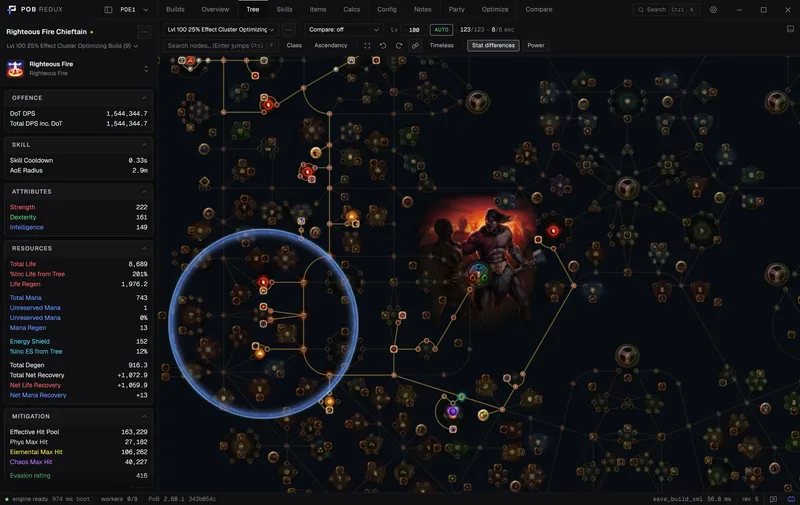 POB REDUX
POE1
Builds Overview Tree Skills Items Calcs Config Notes Party Optimize Compare
Search Ctrl K
Righteous Fire Chieftain
Lvl 100 25% Effect Cluster Optimizing Build (9)
Lvl 100 25% Effect Cluster Optimizing
Compare: off
Lv 100 AUTO 123/123 · 8/8 asc
Search nodes... (Enter jumps Ctrl F
Class Ascendancy
Timeless
Stat differences
Power
Righteous Fire
Righteous Fire
OFFENCE
DoT DPS 1,544,344.7
Total DPS inc. DoT 1,544,344.7
SKILL
Skill Cooldown 0.33s
AoE Radius 2.9m
ATTRIBUTES
Strength 222
Dexterity 161
Intelligence 149
RESOURCES
Total Life 8,689
%Inc Life from Tree 201%
Life Regen 1,976.2
Total Mana 743
Unreserved Mana 1
Unreserved Mana 0%
Mana Regen 13
Energy Shield 152
%Inc ES from Tree 12%
Total Degen 916.3
Total Net Recovery +1,072.9
Net Life Recovery +1,059.9
Net Mana Recovery +13
MITIGATION
Effective Hit Pool 163,229
Phys Max Hit 27,182
Elemental Max Hit 106,262
Chaos Max Hit 40,227
Evasion rating 416
engine ready 974 ms. boot workers 0/8 PoB 2.68.1 343b054c
save_build_xml 56.8 ms rev 5